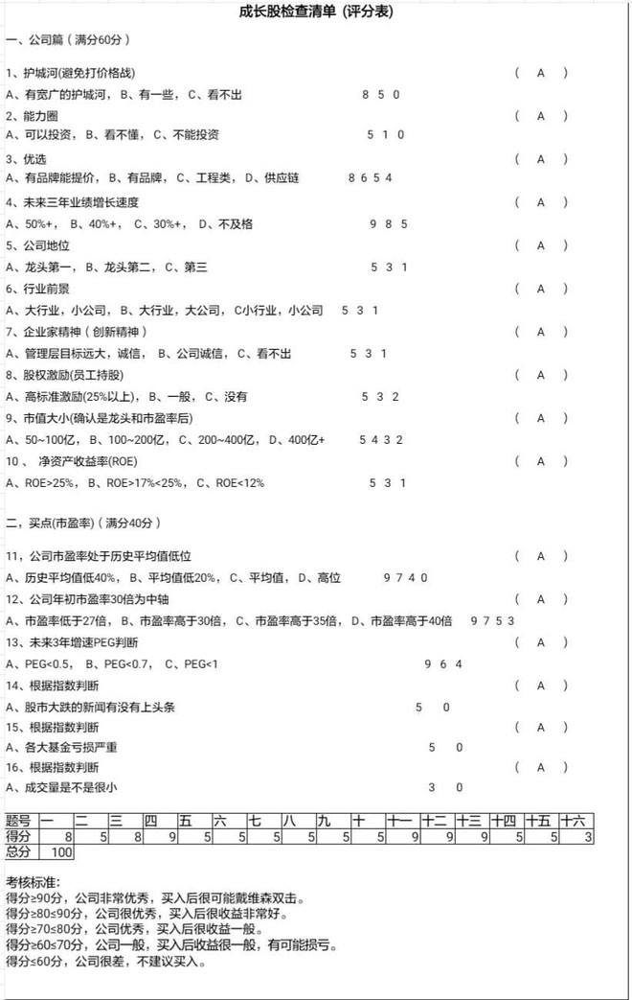 成长股检查清单 (评分表)
一、公司篇（满分60分）
1、护城河(避免打价格战) （ A ）
A、有宽广的护城河， B、有一些， C、看不出 8 5 0
2、能力圈 （ A ）
A、可以投资， B、看不懂， C、不能投资 5 1 0
3、优选 （ A ）
A、有品牌能提价， B、有品牌， C、工程类， D、供应链 8 6 5 4
4、未来三年业绩增长速度 （ A ）
A、50%+， B、40%+， C、30%+， D、不及格 9 8 5
5、公司地位 （ A ）
A、龙头第一， B、龙头第二， C、第三 5 3 1
6、行业前景 （ A ）
A、大行业，小公司， B、大行业，大公司， C小行业，小公司 5 3 1
7、企业家精神（创新精神） （ A ）
A、管理层目标远大，诚信， B、公司诚信， C、看不出 5 3 1
8、股权激励(员工持股) （ A ）
A、高标准激励(25%以上)， B、一般， C、没有 5 3 2
9、市值大小(确认是龙头和市盈率后) （ A ）
A、50~100亿， B、100~200亿， C、200~400亿， D、400亿+ 5 4 3 2
10 、 净资产收益率(ROE) （ A ）
A、ROE>25%， B、ROE>17%<25%， C、ROE<12% 5 3 1
二，买点(市盈率)（满分40分）
11，公司市盈率处于历史平均值低位 （ A ）
A、历史平均值低40%， B、平均值低20%， C、平均值， D、高位 9 7 4 0
12、公司年初市盈率30倍为中轴 （ A ）
A、市盈率低于27倍， B、市盈率高于30倍， C、市盈率高于35倍， D、市盈率高于40倍 9 7 5 3
13、未来3年增速PEG判断 （ A ）
A、PEG<0.5， B、PEG<0.7， C、PEG<1 9 6 4
14、根据指数判断 （ A ）
A、股市大跌的新闻有没有上头条 5 0
15、根据指数判断 （ A ）
A、各大基金亏损严重 5 0
16、根据指数判断 （ A ）
A、成交量是不是很小 3 0
题号 一 二 三 四 五 六 七 八 九 十 十一 十二 十三 十四 十五 十六
得分 8 5 8 9 5 5 5 5 5 5 9 9 9 5 5 3
总分 100
考核标准：
得分≥90分，公司非常优秀，买入后很可能戴维森双击。
得分≥80≤90分，公司很优秀，买入后很收益非常好。
得分≥70≤80分，公司优秀，买入后很收益一般。
得分≥60≤70分，公司一般，买入后收益很一般，有可能损亏。
得分≤60分，公司很差，不建议买入。